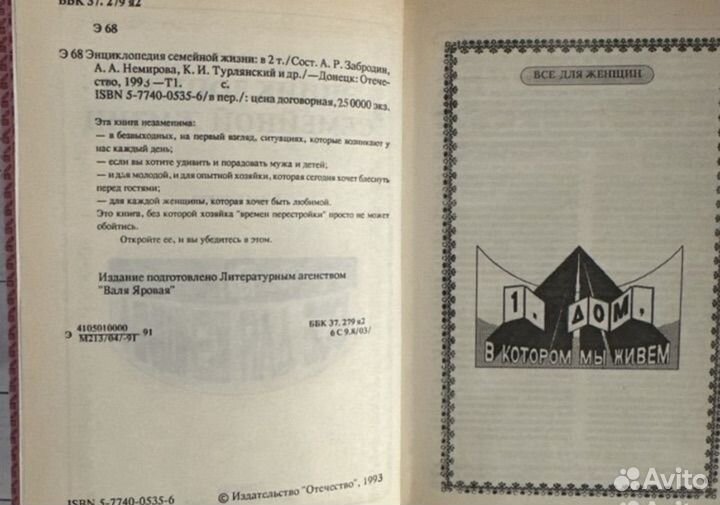 ББК 37. 279 я2
Э 68
Э 68 Энциклопедия семейной жизни: в 2 т./Сост. А. Р. Забродин,
А. А. Немирова, К. И. Турлянский и др./—Донецк: Отече-
ство, 1993 —Т1. с.
ISBN 5-7740-0535-6/в пер./: цена договорная, 25 0000 экз.
Эта книга незаменима:
— в безвыходных, на первый взгляд, ситуациях, которые возникают у
нас каждый день;
— если вы хотите удивить и порадовать мужа и детей;
— и для молодой, и для опытной хозяйки, которая сегодня хочет блеснуть
перед гостями;
— для каждой женщины, которая хочет быть любимой.
Это книга, без которой хозяйка "времен перестройки" просто не может
обойтись.
Откройте ее, и вы убедитесь в этом.
Издание подготовлено Литературным агенством
"Валя Яровая"
Э 4105010000 91
М213/04/-91
ББК 37. 279 я2
6 С 9.8/03/
ISBN 5-7740-0535-6
© Издательство "Отечество", 1993
ВСЕ ДЛЯ ЖЕНЩИН
1. ДОМ,
В КОТОРОМ МЫ ЖИВЕМ
Avito